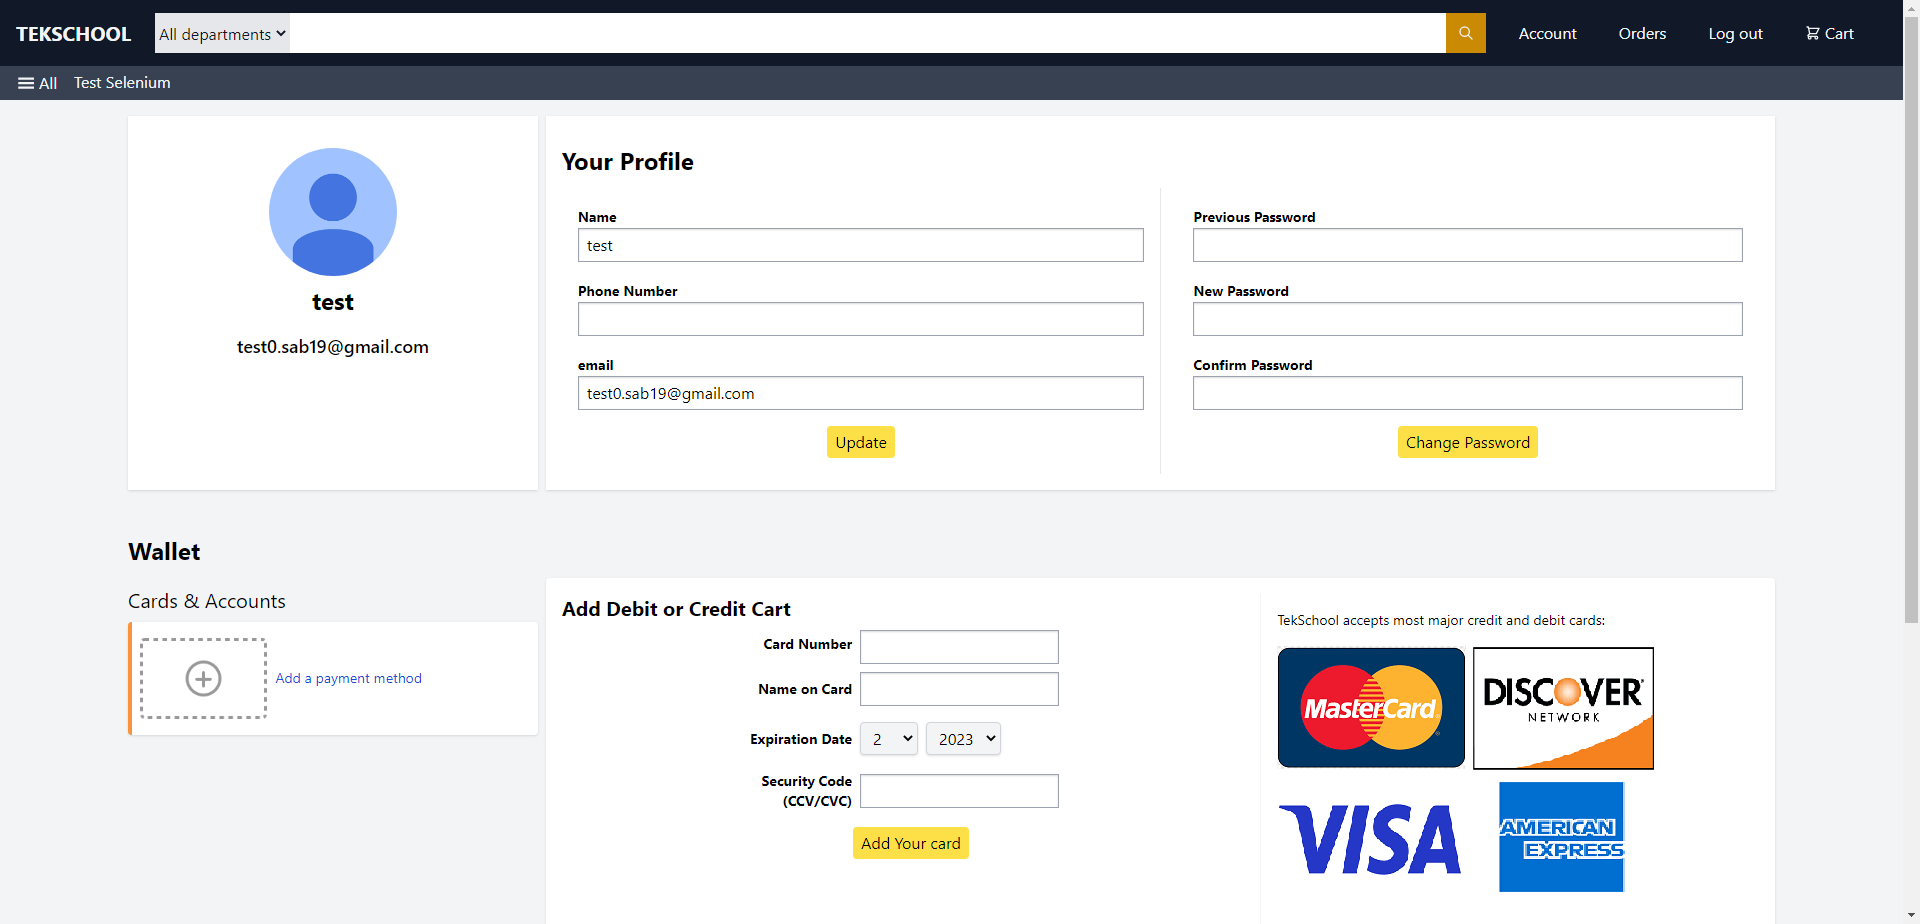 TEKSCHOOL
All departments
Account
Orders
Log out
Cart
All
Test Selenium
test
test0.sab19@gmail.com
Your Profile
Name
test
Phone Number
email
test0.sab19@gmail.com
Update
Previous Password
New Password
Confirm Password
Change Password
Wallet
Cards & Accounts
Add a payment method
Add Debit or Credit Cart
Card Number
Name on Card
Expiration Date
2
2023
Security Code
(CCV/CVC)
Add Your card
TekSchool accepts most major credit and debit cards:
MasterCard
DISCOVER
NETWORK
VISA
AMERICAN
EXPRESS